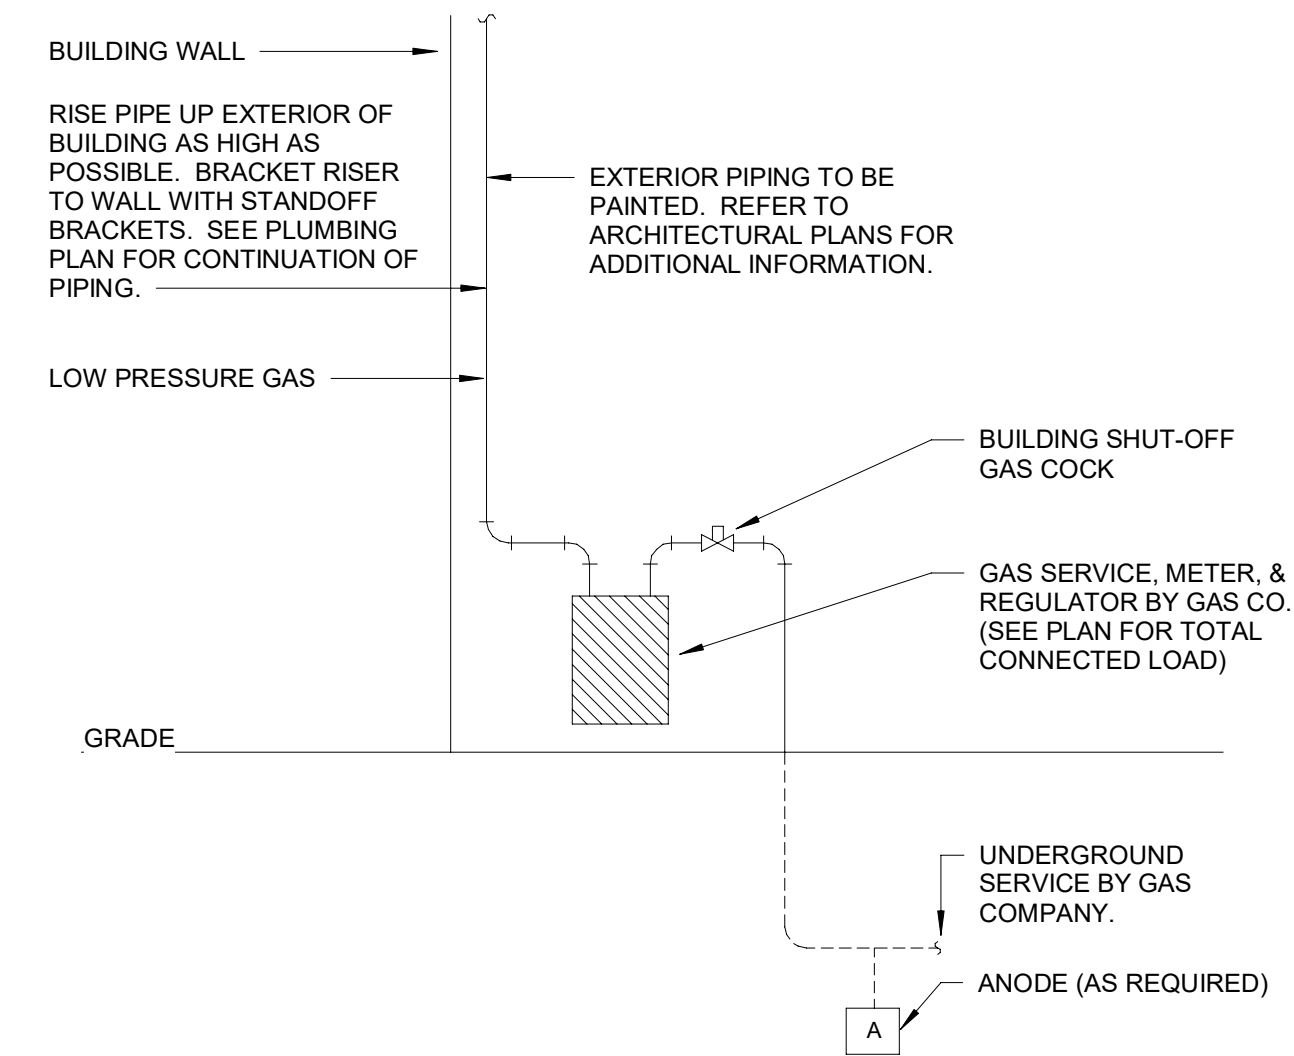 BUILDING WALL
RISE PIPE UP EXTERIOR OF
BUILDING AS HIGH AS
POSSIBLE. BRACKET RISER
TO WALL WITH STANDOFF
BRACKETS. SEE PLUMBING
PLAN FOR CONTINUATION OF
PIPING.
EXTERIOR PIPING TO BE
PAINTED. REFER TO
ARCHITECTURAL PLANS FOR
ADDITIONAL INFORMATION.
LOW PRESSURE GAS
BUILDING SHUT-OFF
GAS COCK
GAS SERVICE, METER, &
REGULATOR BY GAS CO.
(SEE PLAN FOR TOTAL
CONNECTED LOAD)
GRADE
UNDERGROUND
SERVICE BY GAS
COMPANY.
ANODE (AS REQUIRED)
A